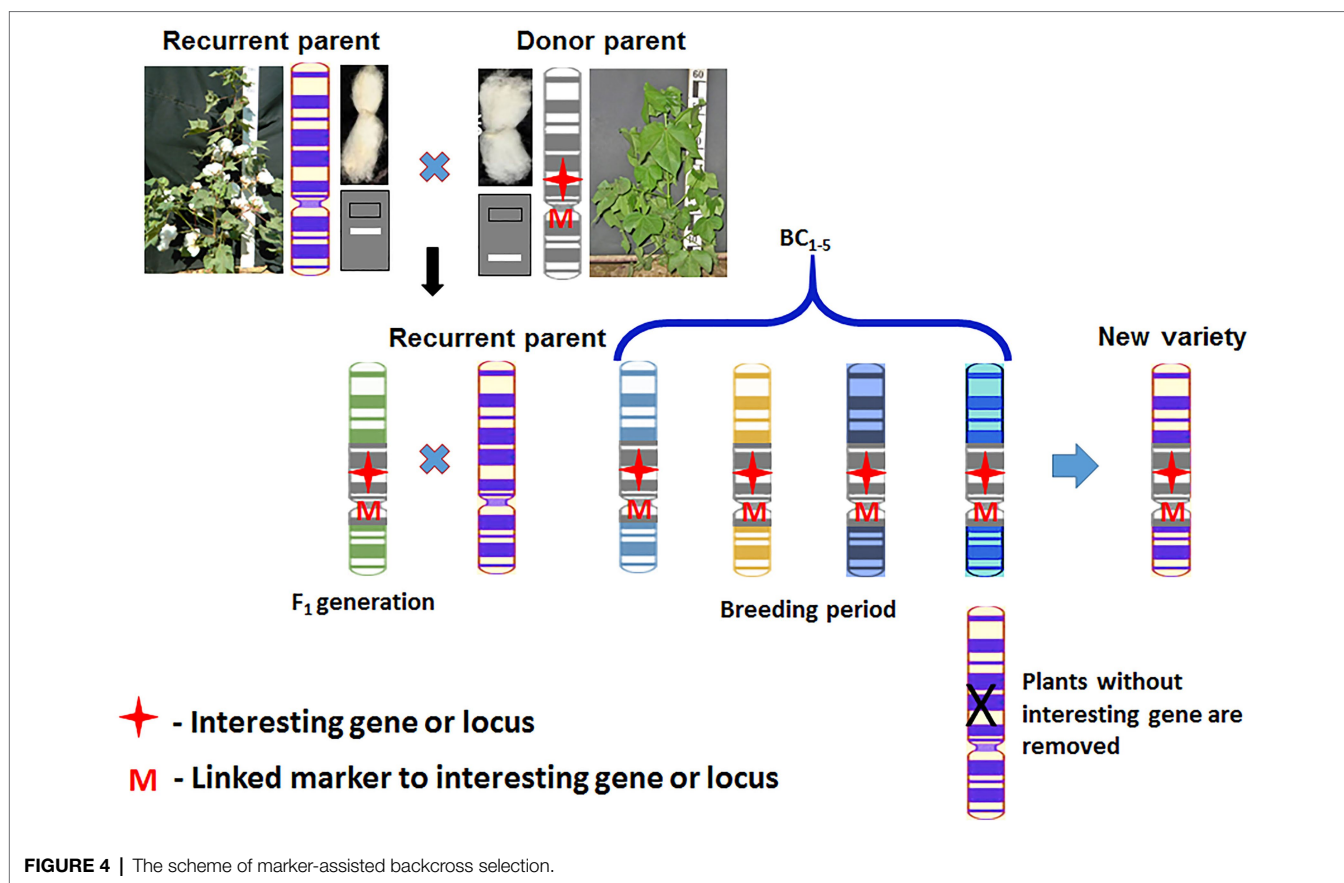 Recurrent parent
Donor parent
60
M
BC1-5
Recurrent parent
New variety
M
M
M
M
M
M
F1 generation
Breeding period
X
Plants without
interesting gene are
removed
- Interesting gene or locus
M - Linked marker to interesting gene or locus
FIGURE 4 | The scheme of marker-assisted backcross selection.